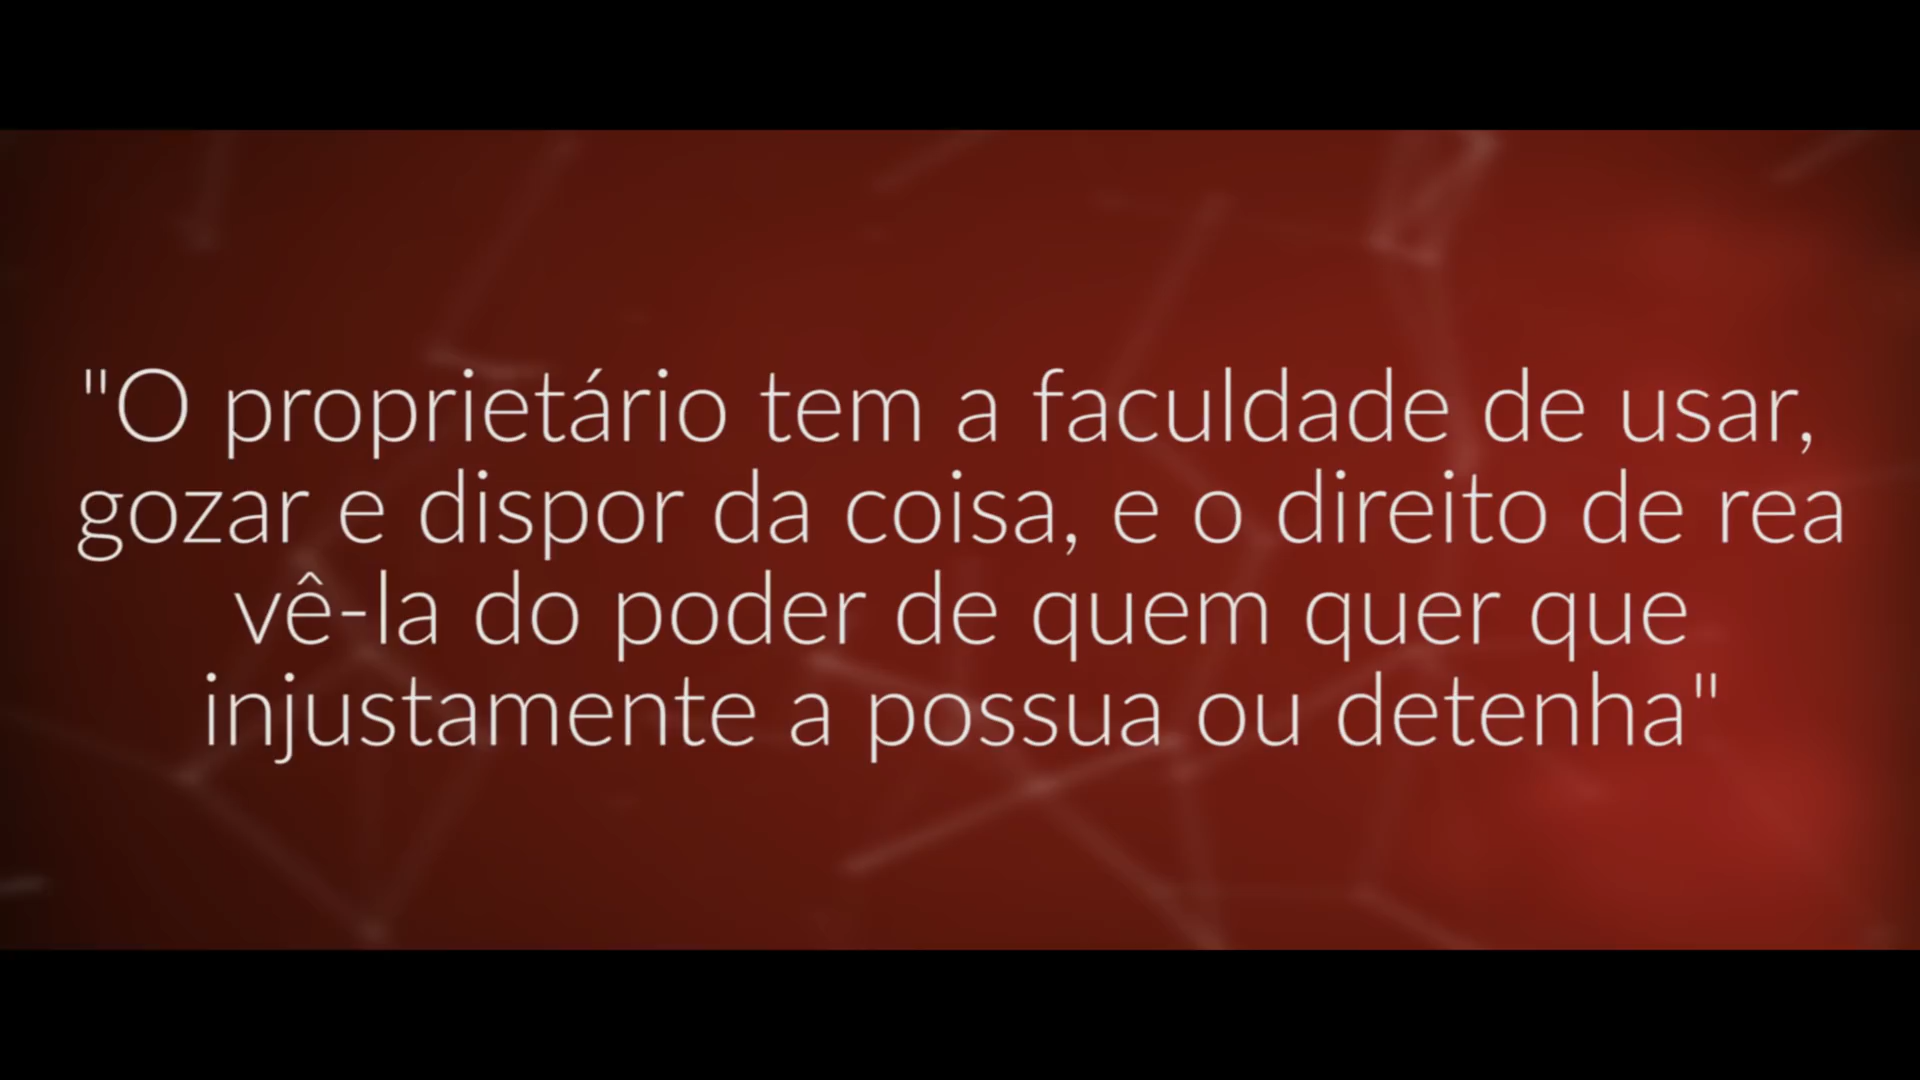 "O proprietário tem a faculdade de usar,
gozar e dispor da coisa, e o direito de rea
vê-la do poder de quem quer que
injustamente a possua ou detenha"